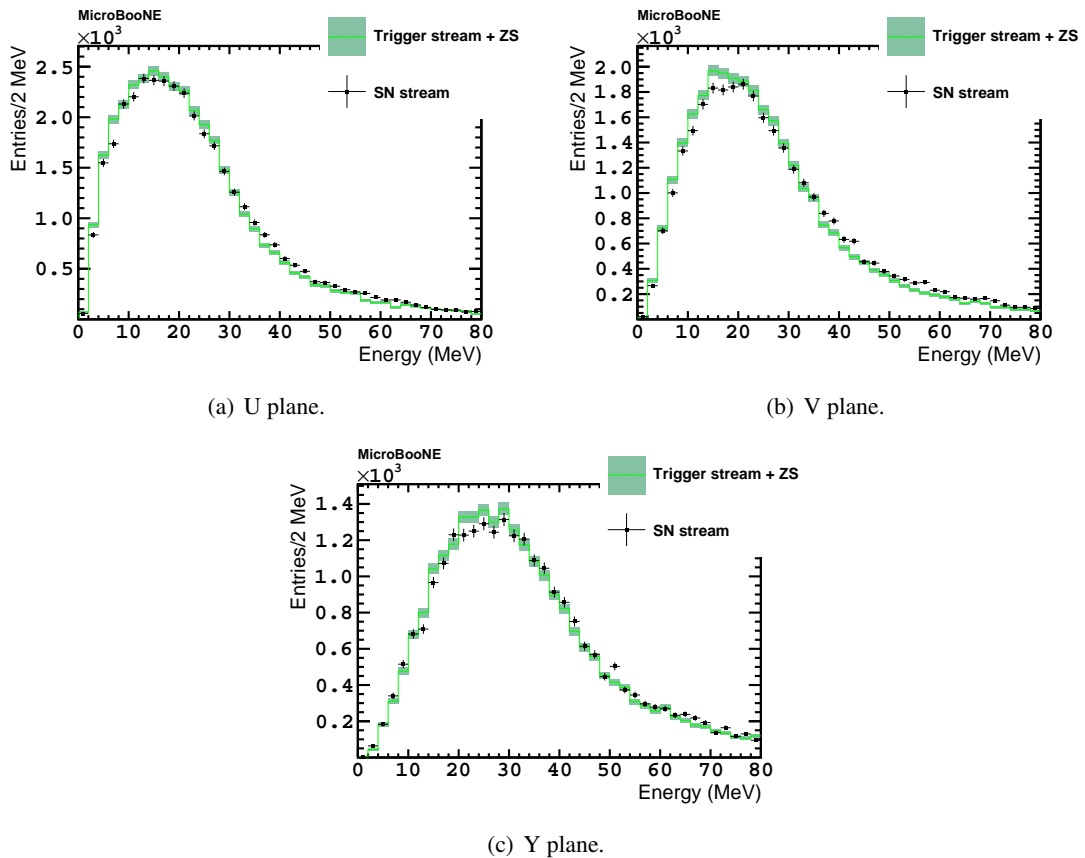 MicroBooNE
×10³
Trigger stream + ZS
SN stream
Entries/2 MeV
2.5
2.0
1.5
1.0
0.5
0 10 20 30 40 50 60 70 80
Energy (MeV)
(a) U plane.
MicroBooNE
×10³
Trigger stream + ZS
SN stream
Entries/2 MeV
2.0
1.8
1.6
1.4
1.2
1.0
0.8
0.6
0.4
0.2
0 10 20 30 40 50 60 70 80
Energy (MeV)
(b) V plane.
MicroBooNE
×10³
Trigger stream + ZS
SN stream
Entries/2 MeV
1.4
1.2
1.0
0.8
0.6
0.4
0.2
0 10 20 30 40 50 60 70 80
Energy (MeV)
(c) Y plane.